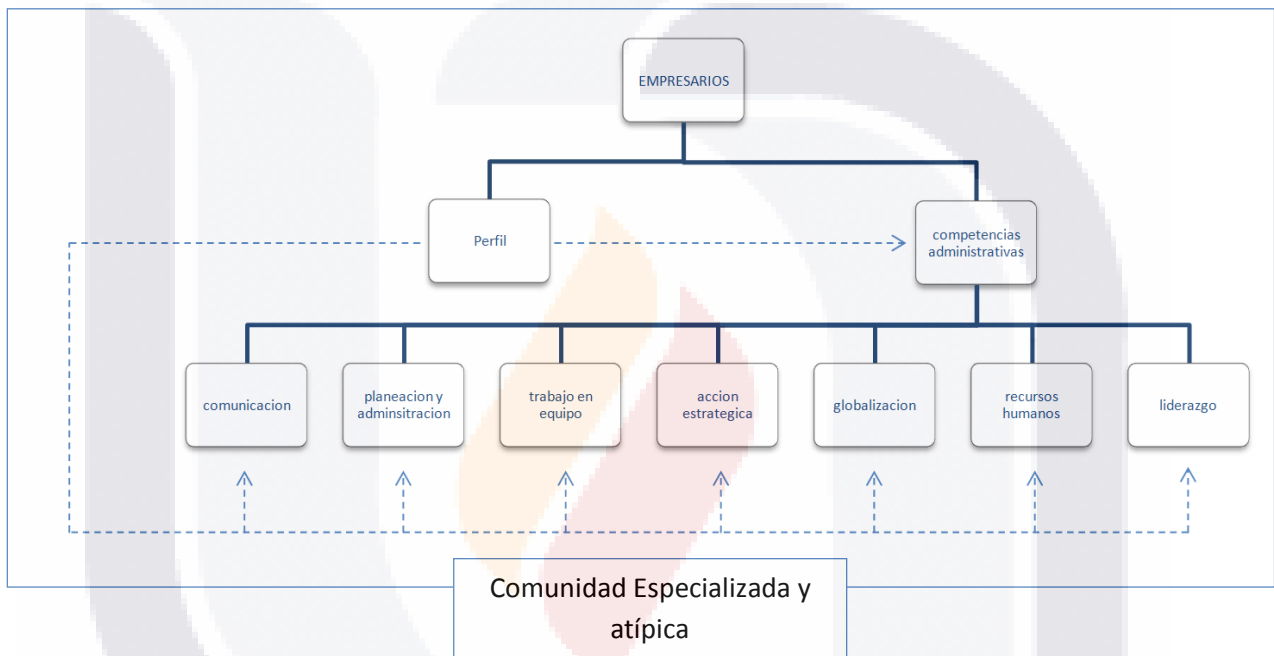 EMPRESARIOS
Perfil
competencias
administrativas
comunicacion
planeacion y
adminsitracion
trabajo en
equipo
accion
estrategica
globalizacion
recursos
humanos
liderazgo
Comunidad Especializada y
atípica